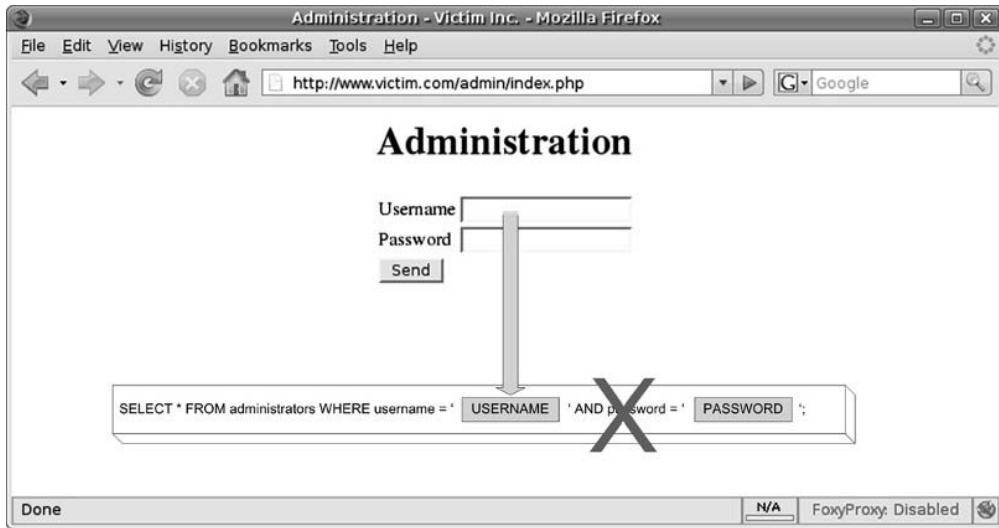 Administration - Victim Inc. - Mozilla Firefox
File Edit View History Bookmarks Tools Help
http://www.victim.com/admin/index.php G Google
Administration
Username
Password
Send
SELECT * FROM administrators WHERE username = ' USERNAME ' AND password = ' PASSWORD ';
Done N/A FoxyProxy: Disabled